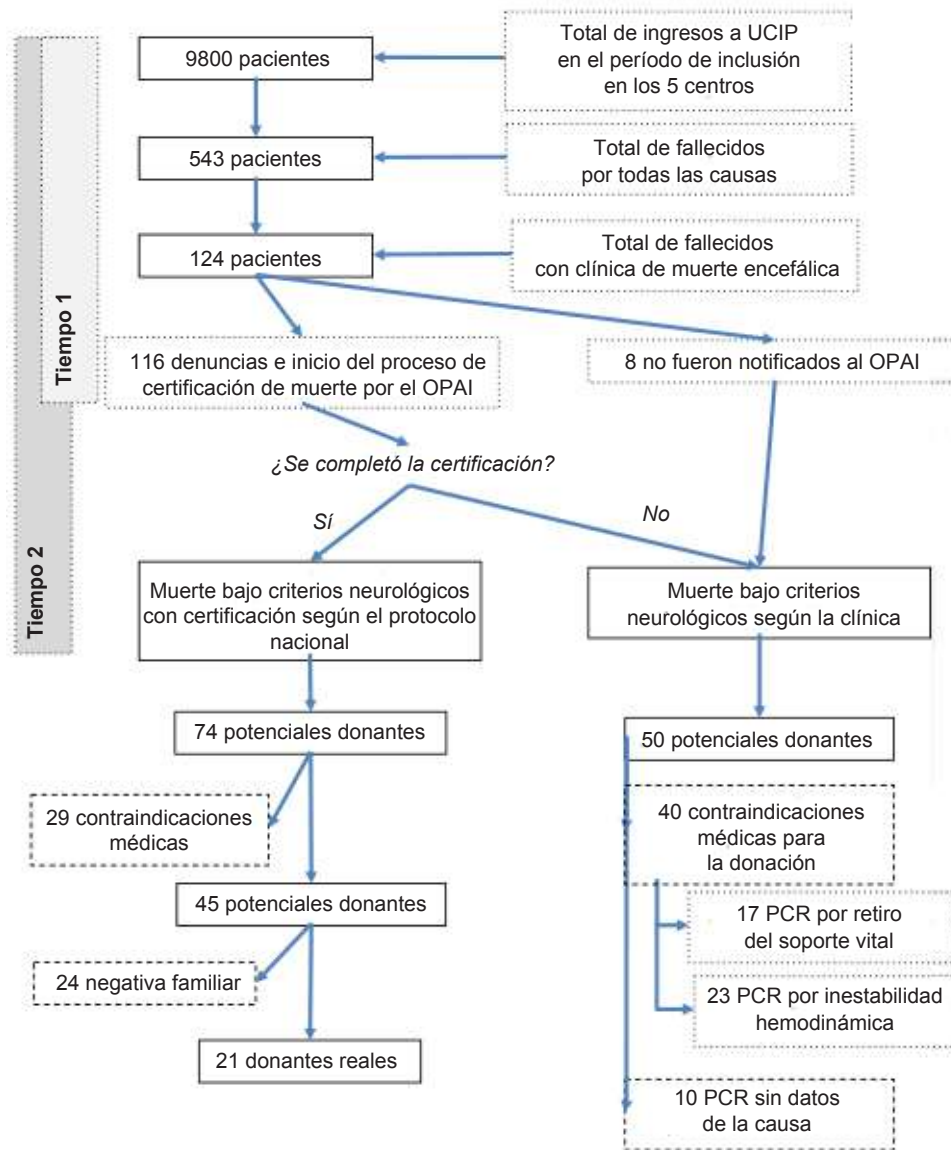 9800 pacientes
Total de ingresos a UCIP
en el período de inclusión
en los 5 centros
543 pacientes
Total de fallecidos
por todas las causas
124 pacientes
Total de fallecidos
con clínica de muerte encefálica
Tiempo 1
116 denuncias e inicio del proceso de
certificación de muerte por el OPAI
8 no fueron notificados al OPAI
¿Se completó la certificación?
Sí
No
Tiempo 2
Muerte bajo criterios neurológicos
con certificación según el protocolo
nacional
Muerte bajo criterios
neurológicos según la clínica
74 potenciales donantes
50 potenciales donantes
29 contraindicaciones
médicas
40 contraindicaciones
médicas para
la donación
45 potenciales donantes
17 PCR por retiro
del soporte vital
24 negativa familiar
23 PCR por inestabilidad
hemodinámica
21 donantes reales
10 PCR sin datos
de la causa